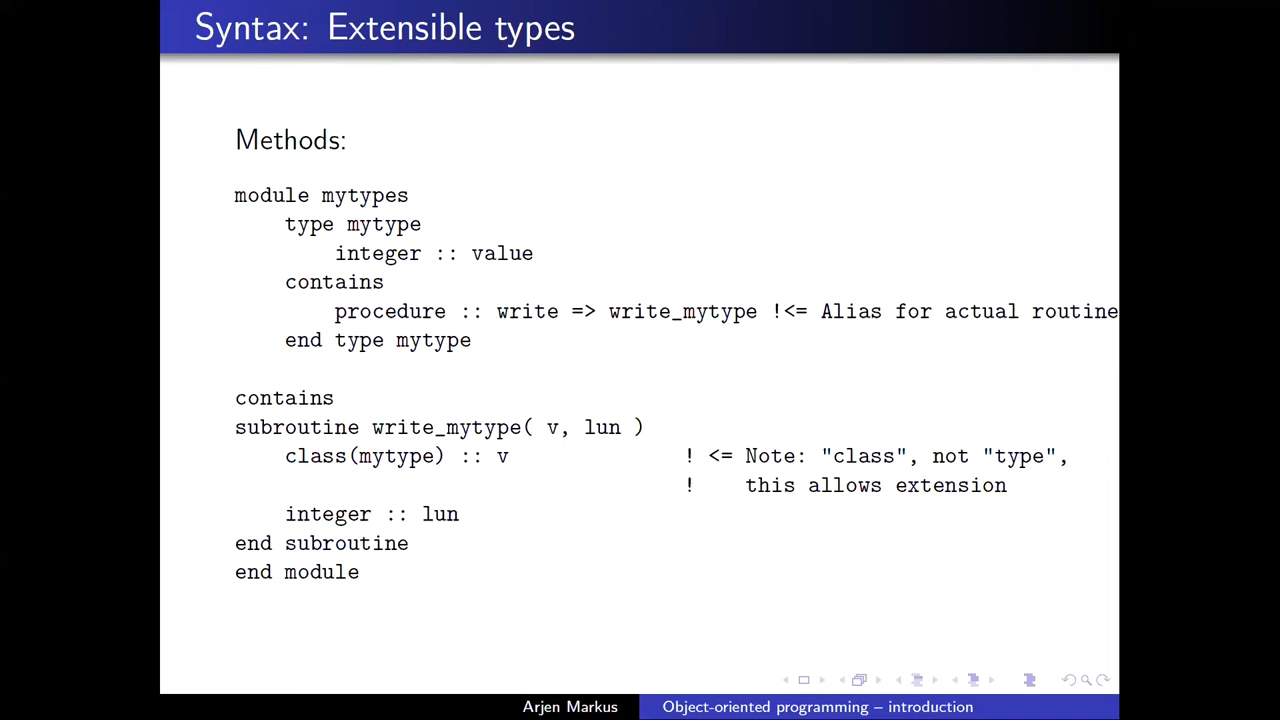 Syntax: Extensible types
Methods:
module mytypes
    type mytype
        integer :: value
    contains
        procedure :: write => write_mytype !<= Alias for actual routine
    end type mytype
contains
subroutine write_mytype( v, lun )
    class(mytype) :: v              ! <= Note: "class", not "type",
                                    !    this allows extension
    integer :: lun
end subroutine
end module
Arjen Markus
Object-oriented programming – introduction